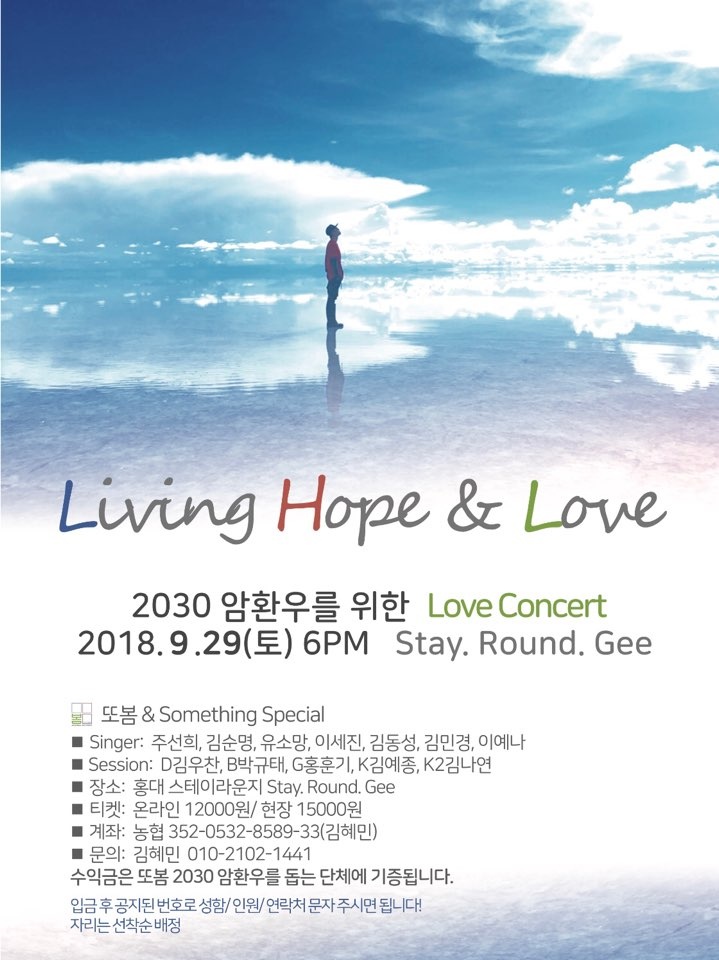 Living Hope & Love
2030 암환우를 위한 Love Concert
2018.9.29(토) 6PM Stay. Round. Gee
또봄 & Something Special
■ Singer: 주선희, 김순명, 유소망, 이세진, 김동성, 김민경, 이예나
■ Session: D김우찬, B박규태, G홍훈기, K김예종, K2김나연
■ 장소: 홍대 스테이라운지 Stay. Round. Gee
■ 티켓: 온라인 12000원/ 현장 15000원
■ 계좌: 농협 352-0532-8589-33(김혜민)
■ 문의: 김혜민 010-2102-1441
수익금은 또봄 2030 암환우를 돕는 단체에 기증됩니다.
입금 후 공지된 번호로 성함/ 인원/ 연락처 문자 주시면 됩니다!
자리는 선착순 배정